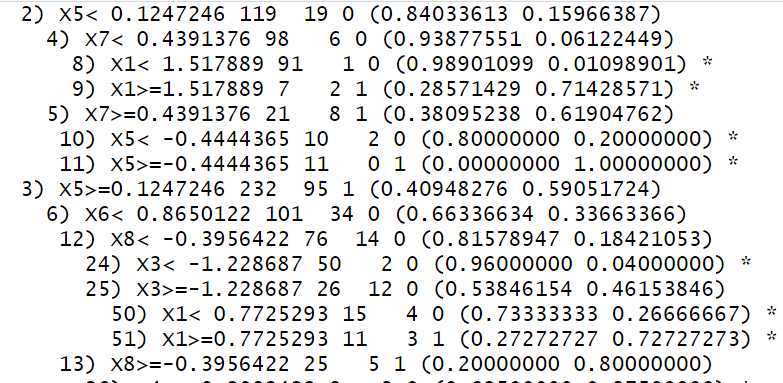 2) X5< 0.1247246 119 19 0 (0.84033613 0.15966387)
4) X7< 0.4391376 98 6 0 (0.93877551 0.06122449)
8) X1< 1.517889 91 1 0 (0.98901099 0.01098901) *
9) X1>=1.517889 7 2 1 (0.28571429 0.71428571) *
5) X7>=0.4391376 21 8 1 (0.38095238 0.61904762)
10) X5< -0.4444365 10 2 0 (0.80000000 0.20000000) *
11) X5>=-0.4444365 11 0 1 (0.00000000 1.00000000) *
3) X5>=0.1247246 232 95 1 (0.40948276 0.59051724)
6) X6< 0.8650122 101 34 0 (0.66336634 0.33663366)
12) X8< -0.3956422 76 14 0 (0.81578947 0.18421053)
24) X3< -1.228687 50 2 0 (0.96000000 0.04000000) *
25) X3>=-1.228687 26 12 0 (0.53846154 0.46153846)
50) X1< 0.7725293 15 4 0 (0.73333333 0.26666667) *
51) X1>=0.7725293 11 3 1 (0.27272727 0.72727273) *
13) X8>=-0.3956422 25 5 1 (0.20000000 0.80000000)